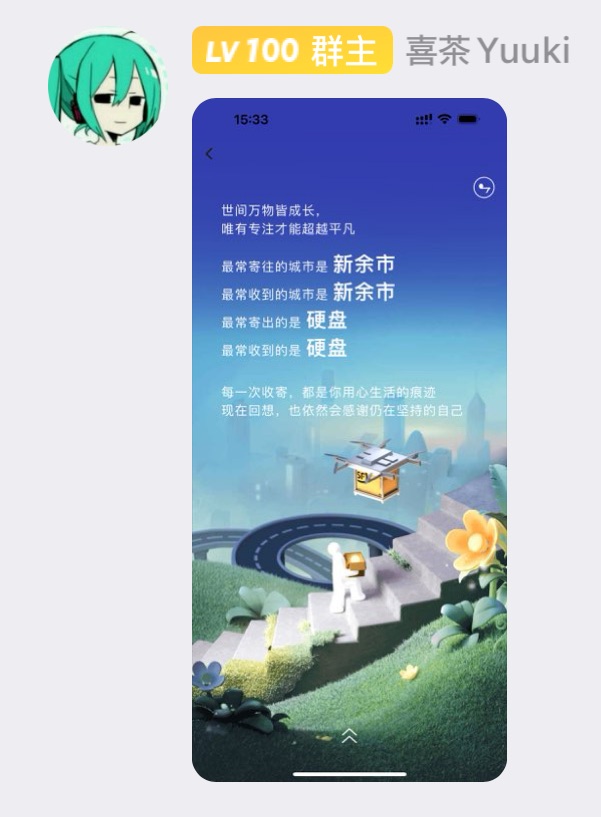 LV 100 群主 喜茶Yuuki
15:33
世间万物皆成长，
唯有专注才能超越平凡
最常寄往的城市是 新余市
最常收到的城市是 新余市
最常寄出的是 硬盘
最常收到的是 硬盘
每一次收寄，都是你用心生活的痕迹
现在回想，也依然会感谢仍在坚持的自己